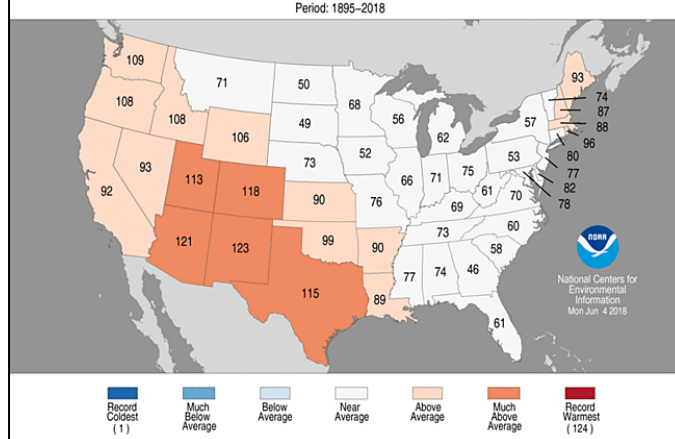 Period: 1895–2018
109
71
50
68
93
108
108
49
56
62
57
74
87
88
96
106
73
52
53
80
77
82
78
92
93
113
118
90
76
66
71
75
61
70
69
121
123
99
90
73
60
58
115
89
77
74
46
61
NOAA
National Centers for
Environmental
Information
Mon Jun 4 2018
Record
Coldest
(1)
Much
Below
Average
Below
Average
Near
Average
Above
Average
Much
Above
Average
Record
Warmest
(124)